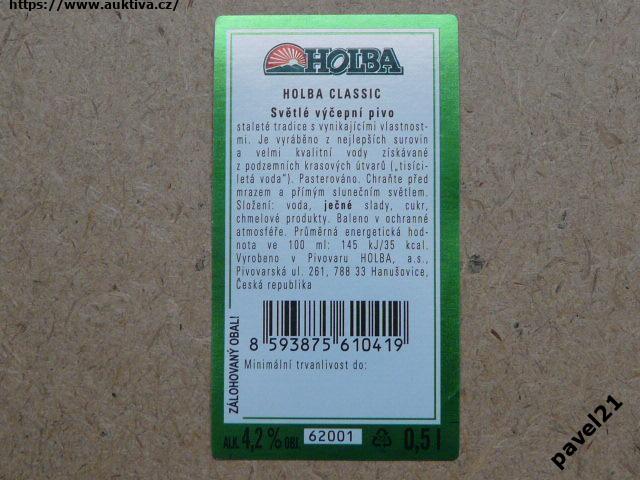 https://www.auktiva.cz/
HOLBA
HOLBA CLASSIC
Světlé výčepní pivo
staleté tradice s vynikajícími vlastnost-
mi. Je vyráběno z nejlepších surovin
a velmi kvalitní vody získávané
z podzemních krasových útvarů („tisíci-
letá voda"). Pasterováno. Chraňte před
mrazem a přímým slunečním světlem.
Složení: voda, ječné slady, cukr,
chmelové produkty. Baleno v ochranné
atmosféře. Průměrná energetická hod-
nota ve 100 ml: 145 kJ/35 kcal.
Vyrobeno v Pivovaru HOLBA, a.s.,
Pivovarská ul. 261, 788 33 Hanušovice,
Česká republika
ZÁLOHOVANÝ OBAL!
8 593875 610419
Minimální trvanlivost do:
ALK. 4,2 % OBJ. 62001 0,5 l
pavel21